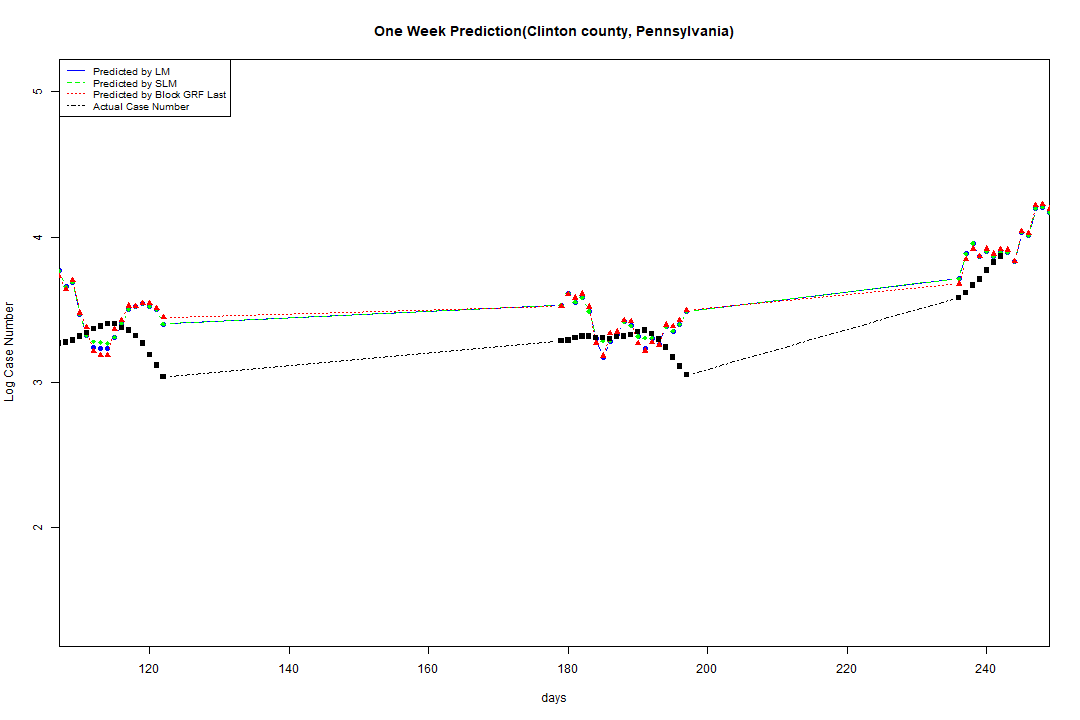 One Week Prediction(Clinton county, Pennsylvania)
Predicted by LM
Predicted by SLM
Predicted by Block GRF Last
Actual Case Number
5
4
3
2
Log Case Number
120 140 160 180 200 220 240
days